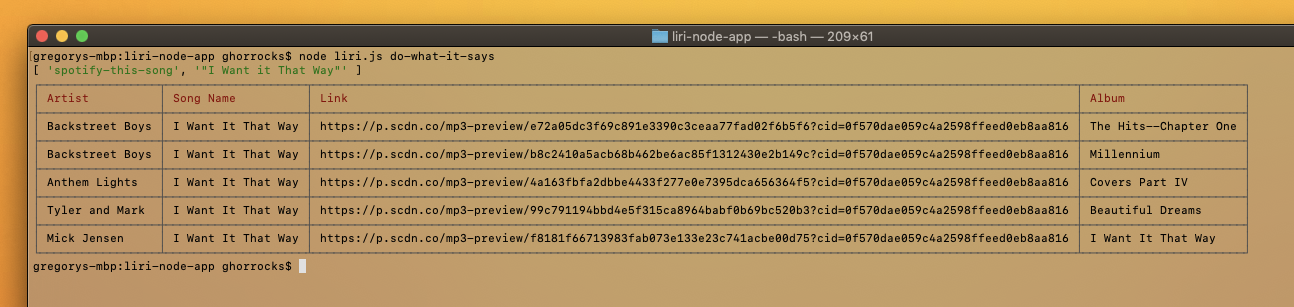 liri-node-app — -bash — 209×61
[gregorys-mbp:liri-node-app ghorrocks$ node liri.js do-what-it-says
[ 'spotify-this-song', '"I Want it That Way"' ]
Artist Song Name Link Album
Backstreet Boys I Want It That Way https://p.scdn.co/mp3-preview/e72a05dc3f69c891e3390c3ceaa77fad02f6b5f6?cid=0f570dae059c4a2598ffeed0eb8aa816 The Hits--Chapter One
Backstreet Boys I Want It That Way https://p.scdn.co/mp3-preview/b8c2410a5acb68b462be6ac85f1312430e2b149c?cid=0f570dae059c4a2598ffeed0eb8aa816 Millennium
Anthem Lights I Want It That Way https://p.scdn.co/mp3-preview/4a163fbfa2dbbe4433f277e0e7395dca656364f5?cid=0f570dae059c4a2598ffeed0eb8aa816 Covers Part IV
Tyler and Mark I Want It That Way https://p.scdn.co/mp3-preview/99c791194bbd4e5f315ca8964babf0b69bc520b3?cid=0f570dae059c4a2598ffeed0eb8aa816 Beautiful Dreams
Mick Jensen I Want It That Way https://p.scdn.co/mp3-preview/f8181f66713983fab073e133e23c741acbe00d75?cid=0f570dae059c4a2598ffeed0eb8aa816 I Want It That Way
gregorys-mbp:liri-node-app ghorrocks$